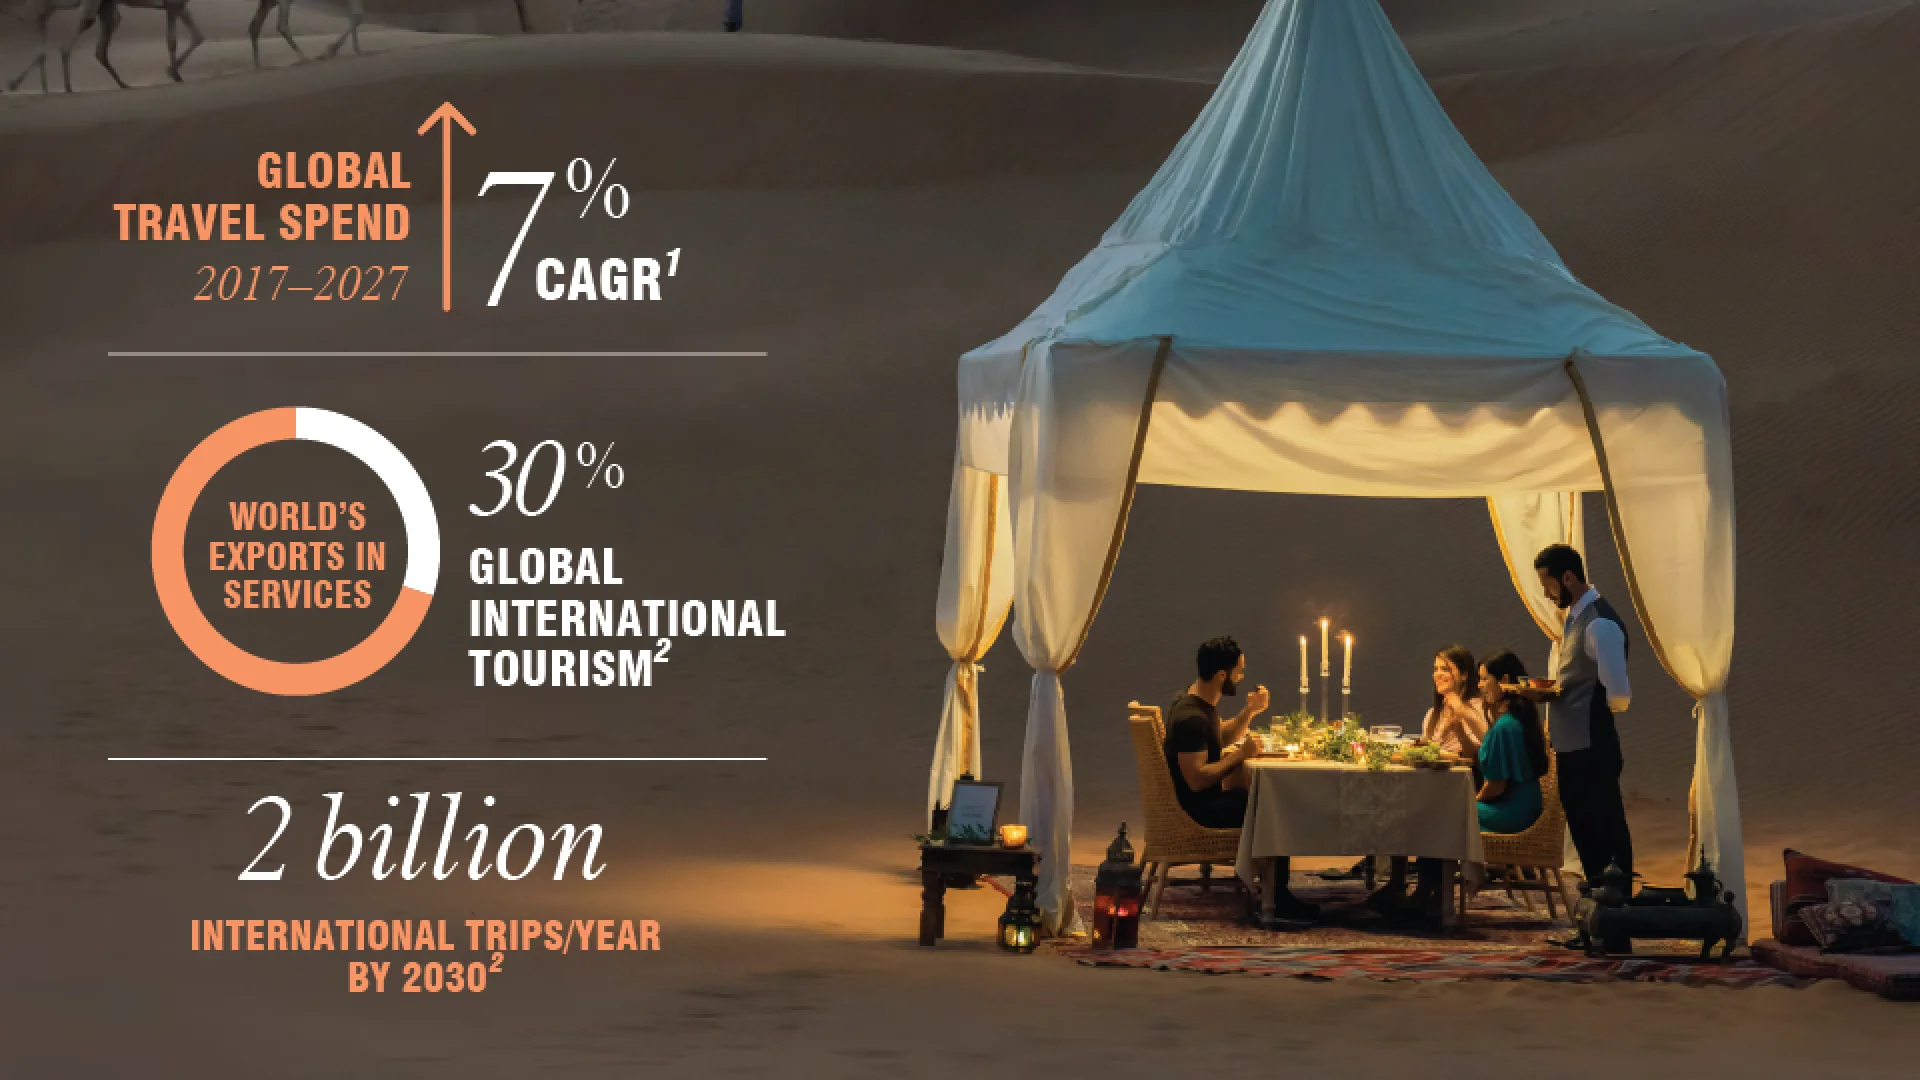 GLOBAL
TRAVEL SPEND
2017–2027
7%
CAGR¹
WORLD’S
EXPORTS IN
SERVICES
30%
GLOBAL
INTERNATIONAL
TOURISM²
2 billion
INTERNATIONAL TRIPS/YEAR
BY 2030²